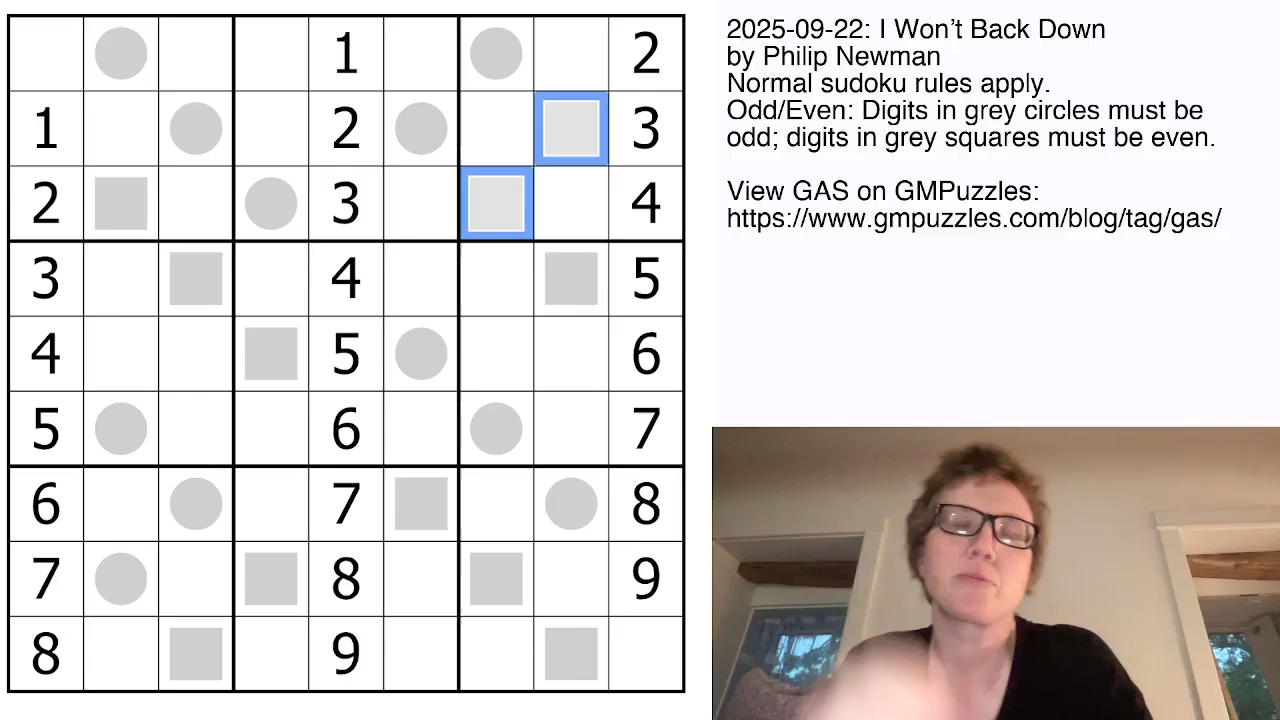 2025-09-22: I Won't Back Down
by Philip Newman
Normal sudoku rules apply.
Odd/Even: Digits in grey circles must be
odd; digits in grey squares must be even.
View GAS on GMPuzzles:
https://www.gmpuzzles.com/blog/tag/gas/
1 2
1 2 3
2 3 4
3 4 5
4 5 6
5 6 7
6 7 8
7 8 9
8 9